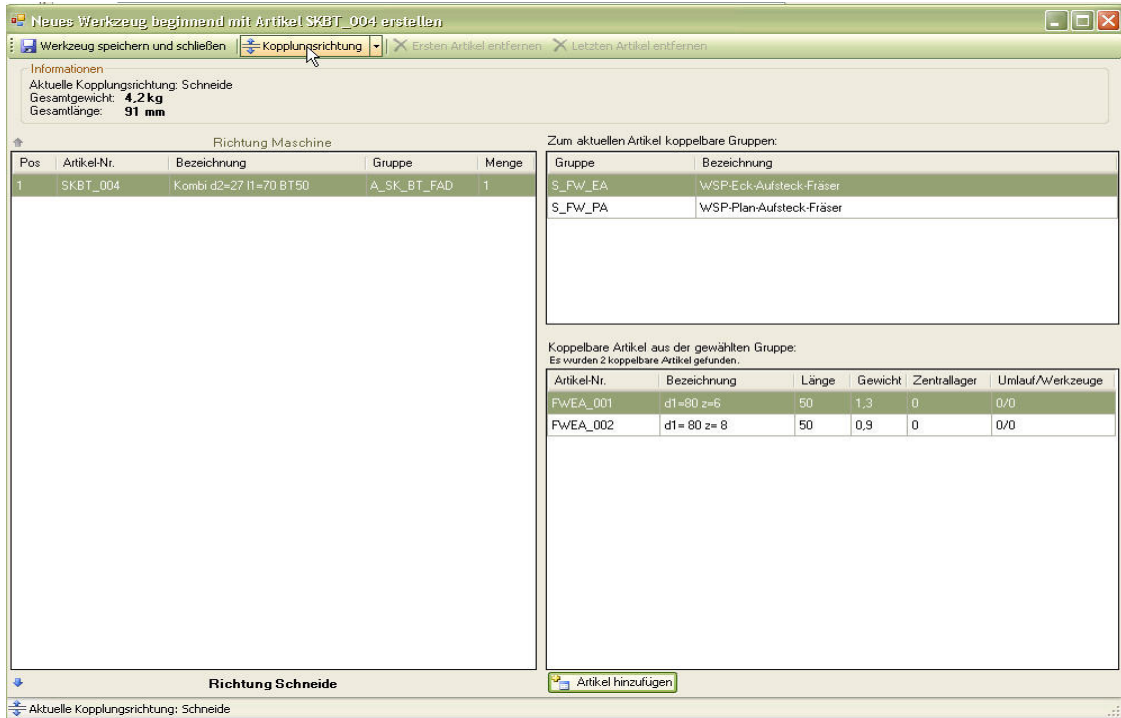 Neues Werkzeug beginnend mit Artikel SKBT_004 erstellen
Werkzeug speichern und schließen Kopplungsrichtung Ersten Artikel entfernen Letzten Artikel entfernen
Informationen
Aktuelle Kopplungsrichtung: Schneide
Gesamtgewicht: 4,2 kg
Gesamtlänge: 91 mm
Richtung Maschine
Pos Artikel-Nr. Bezeichnung Gruppe Menge
1 SKBT_004 Kombi d2=27 l1=70 BT50 A_SK_BT_FAD 1
Richtung Schneide
Zum aktuellen Artikel koppelbare Gruppen:
Gruppe Bezeichnung
S_FW_EA WSP-Eck-Aufsteck-Fräser
S_FW_PA WSP-Plan-Aufsteck-Fräser
Koppelbare Artikel aus der gewählten Gruppe:
Es wurden 2 koppelbare Artikel gefunden.
Artikel-Nr. Bezeichnung Länge Gewicht Zentrallager Umlauf/Werkzeuge
FWEA_001 d1=80 z=6 50 1,3 0 0/0
FWEA_002 d1= 80 z= 8 50 0,9 0 0/0
Artikel hinzufügen
Aktuelle Kopplungsrichtung: Schneide